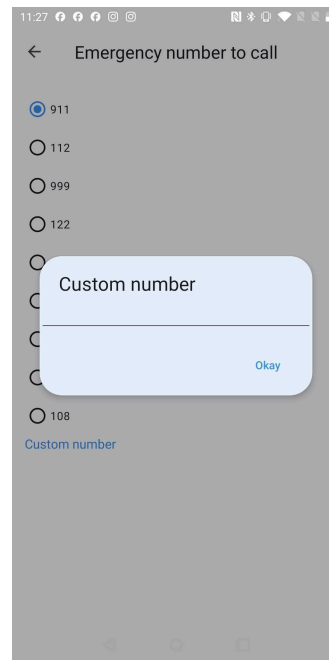 11:27
Emergency number to call
911
112
999
122
Custom number
Okay
108
Custom number